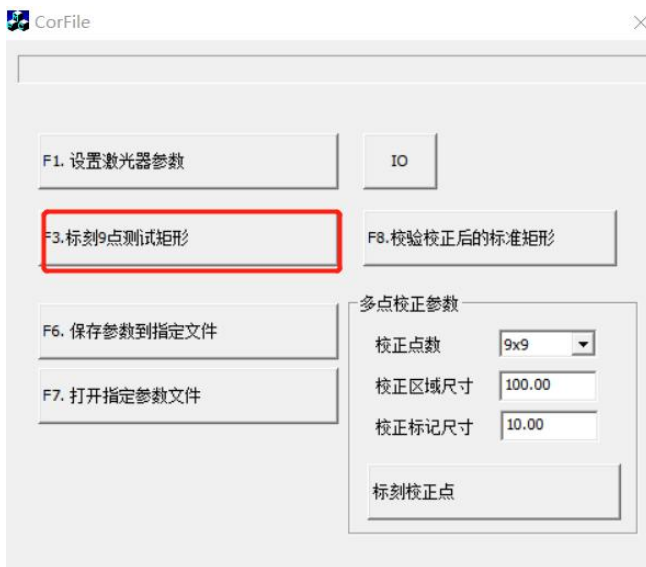 CorFile
F1. 设置激光器参数
IO
F3.标刻9点测试矩形
F8.校验校正后的标准矩形
F6. 保存参数到指定文件
F7. 打开指定参数文件
多点校正参数
校正点数 9x9
校正区域尺寸 100.00
校正标记尺寸 10.00
标刻校正点